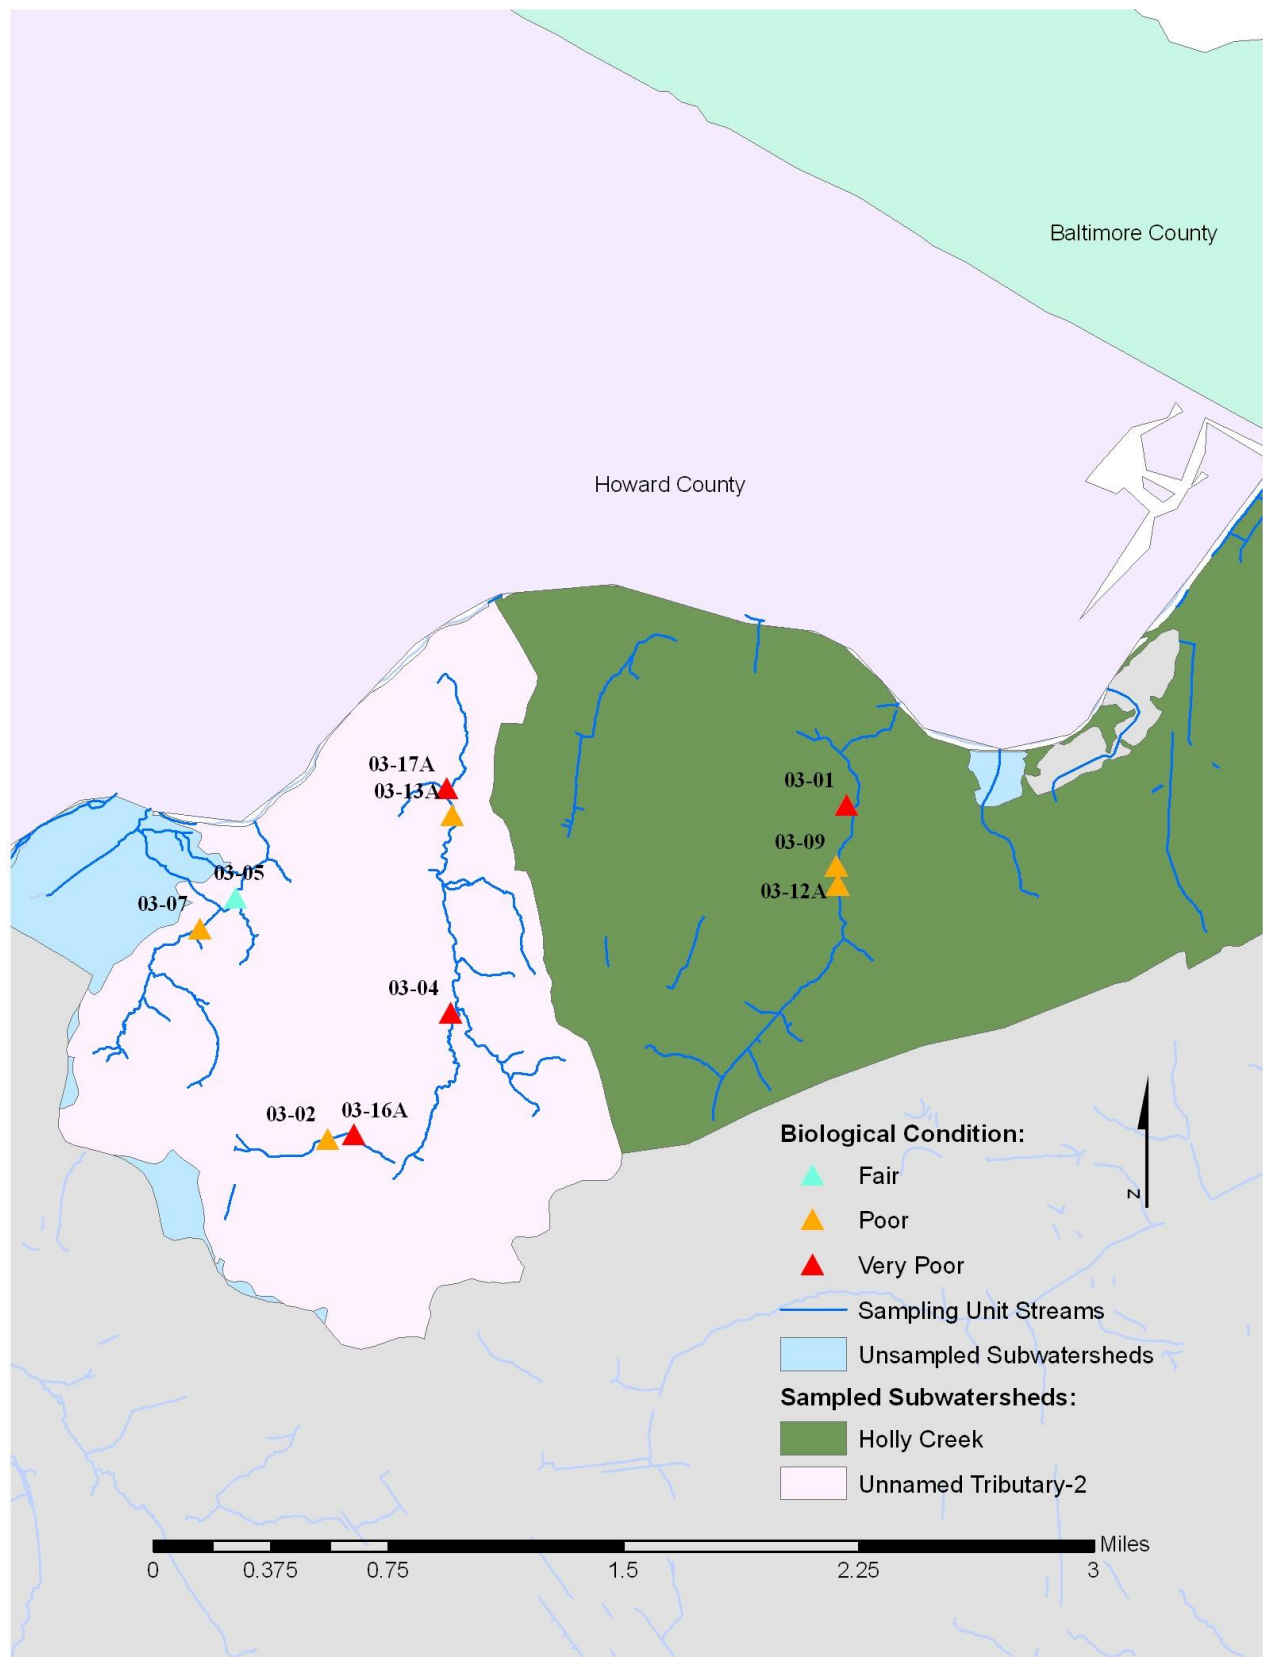 Baltimore County
Howard County
03-17A
03-13A
03-01
03-09
03-12A
03-05
03-07
03-04
03-02
03-16A
Biological Condition:
Fair
Poor
Very Poor
Sampling Unit Streams
Unsampled Subwatersheds
Sampled Subwatersheds:
Holly Creek
Unnamed Tributary-2
N
Miles
0 0.375 0.75 1.5 2.25 3